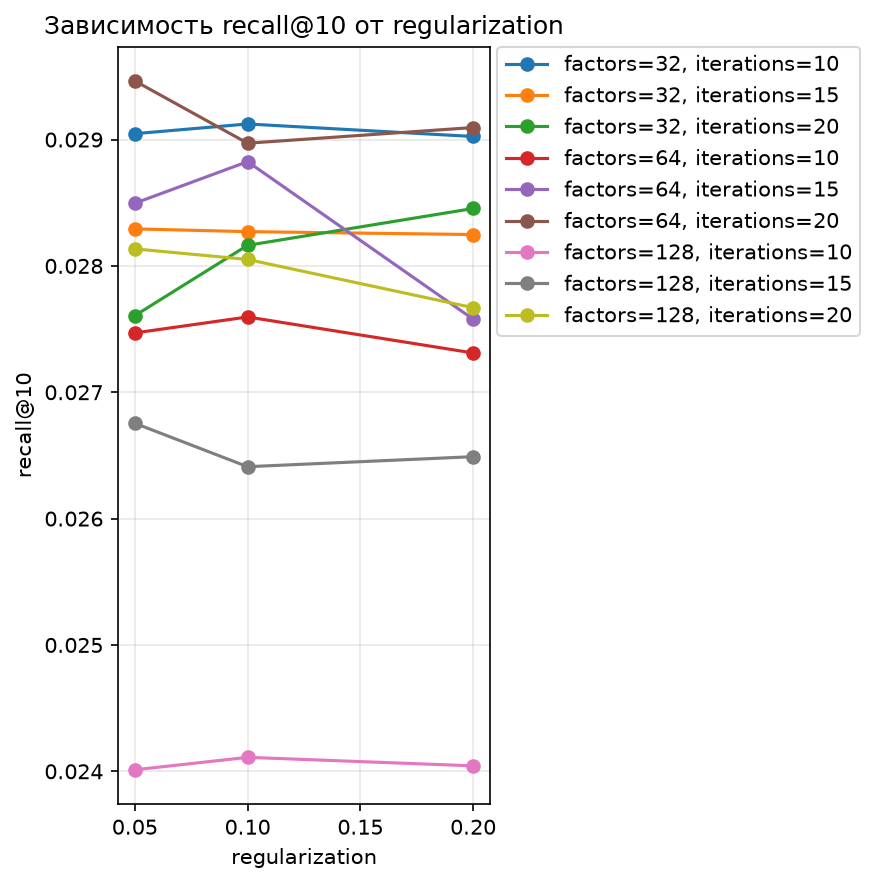 Зависимость recall@10 от regularization
factors=32, iterations=10
factors=32, iterations=15
factors=32, iterations=20
factors=64, iterations=10
factors=64, iterations=15
factors=64, iterations=20
factors=128, iterations=10
factors=128, iterations=15
factors=128, iterations=20
recall@10
0.029
0.028
0.027
0.026
0.025
0.024
0.05 0.10 0.15 0.20
regularization